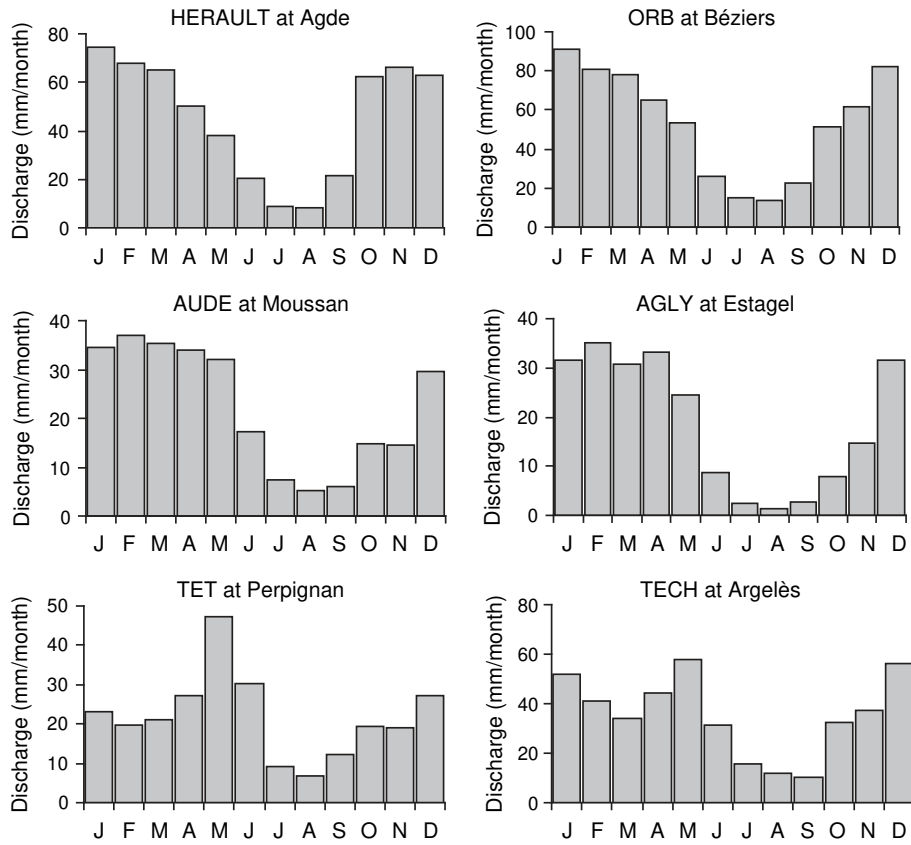 HERAULT at Agde
Discharge (mm/month)
80
60
40
20
0
J F M A M J J A S O N D
ORB at Béziers
Discharge (mm/month)
100
80
60
40
20
0
J F M A M J J A S O N D
AUDE at Moussan
Discharge (mm/month)
40
30
20
10
0
J F M A M J J A S O N D
AGLY at Estagel
Discharge (mm/month)
40
30
20
10
0
J F M A M J J A S O N D
TET at Perpignan
Discharge (mm/month)
50
40
30
20
10
0
J F M A M J J A S O N D
TECH at Argelès
Discharge (mm/month)
80
60
40
20
0
J F M A M J J A S O N D